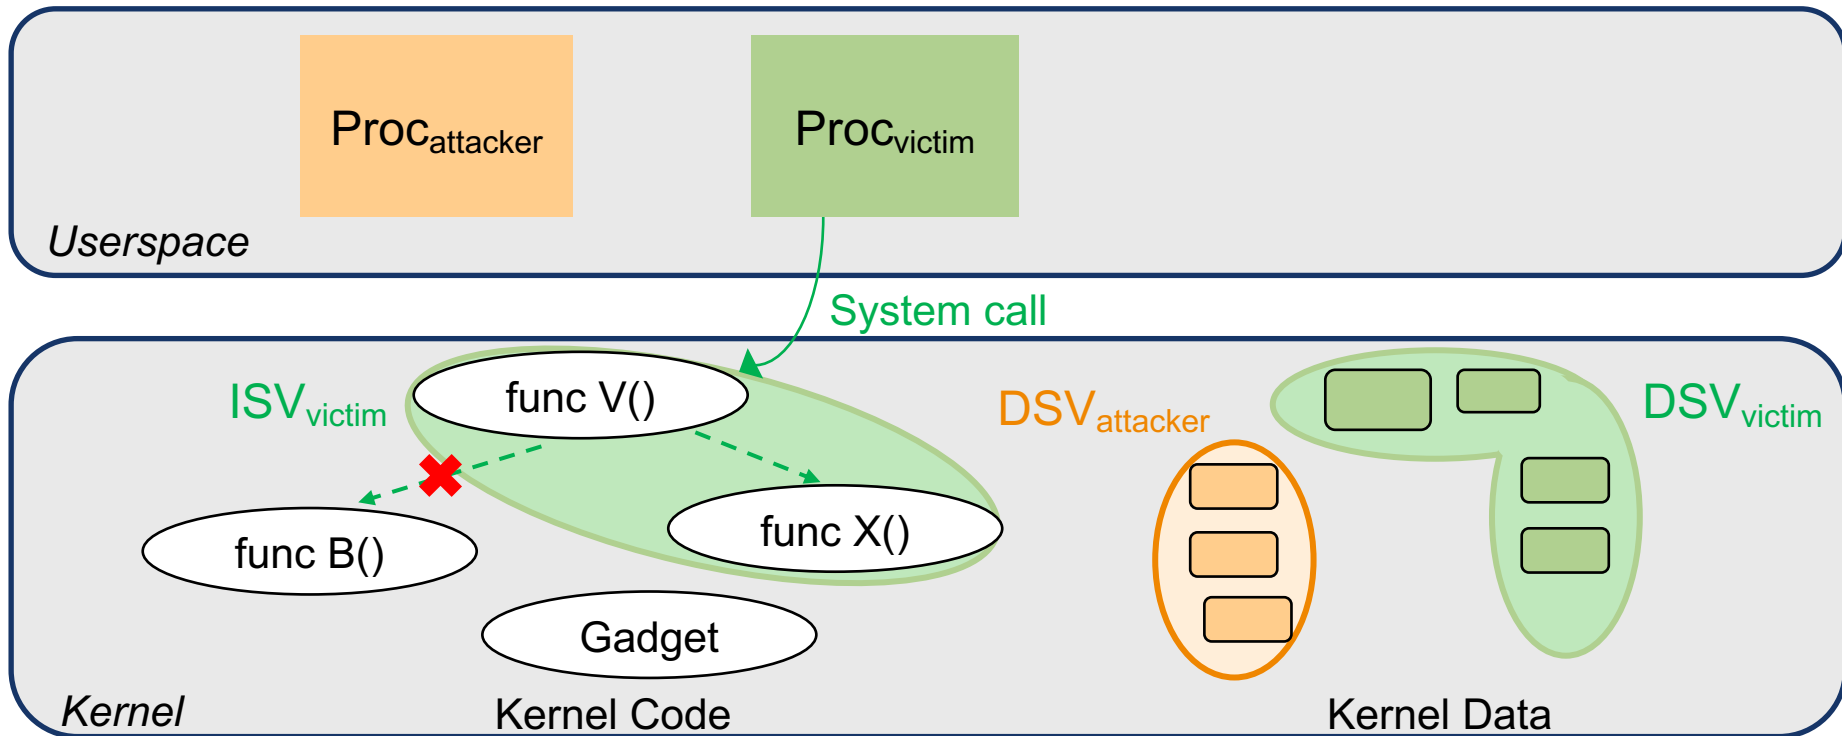 Proc_attacker
Proc_victim
Userspace
System call
ISV_victim
func V()
DSV_attacker
DSV_victim
func B()
func X()
Gadget
Kernel
Kernel Code
Kernel Data